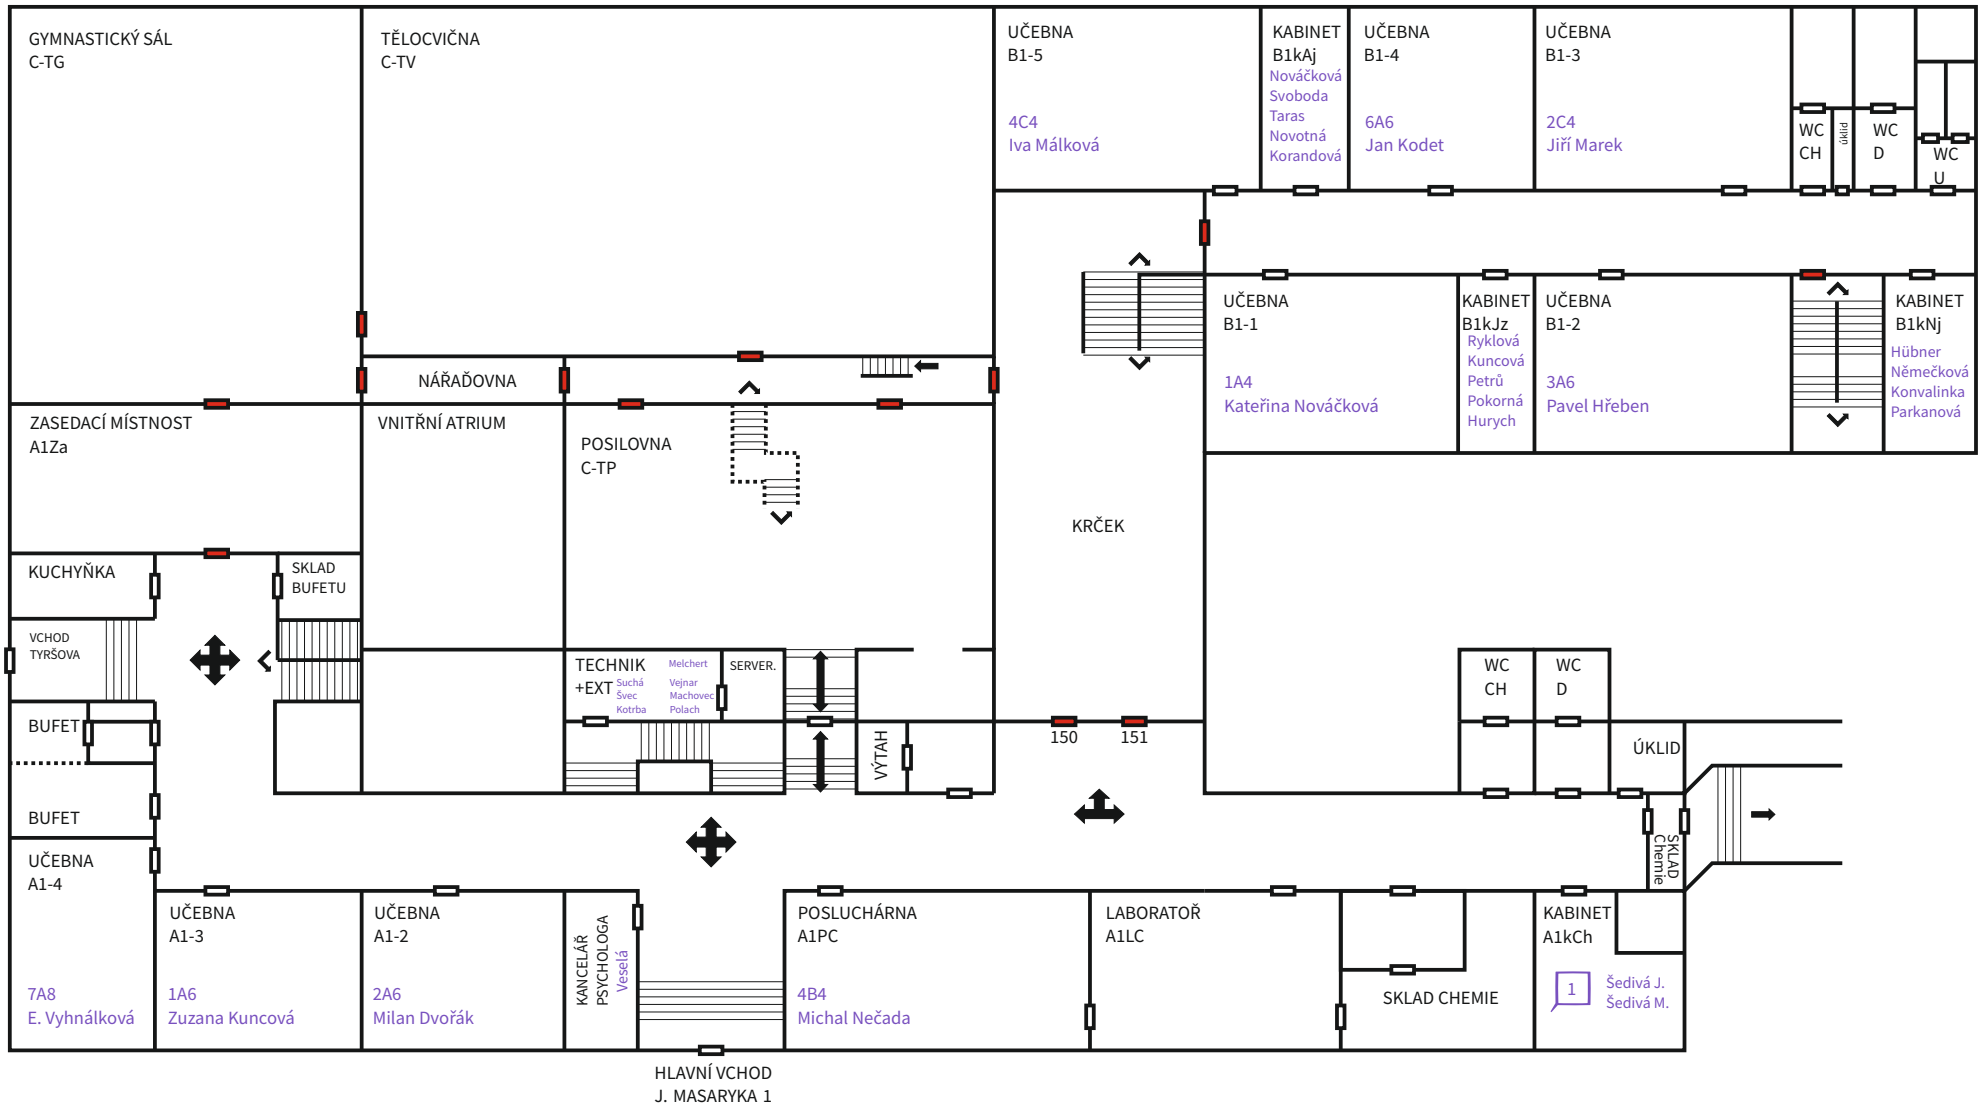 GYMNASTICKÝ SÁL
C-TG
TĚLOCVIČNA
C-TV
UČEBNA
B1-5
4C4
Iva Málková
KABINET
B1kAj
Nováčková
Svoboda
Taras
Novotná
Korandová
UČEBNA
B1-4
6A6
Jan Kodet
UČEBNA
B1-3
2C4
Jiří Marek
WC
CH
úklid
WC
D
WC
U
UČEBNA
B1-1
1A4
Kateřina Nováčková
KABINET
B1kJz
Ryklová
Kuncová
Petrů
Pokorná
Hurych
UČEBNA
B1-2
3A6
Pavel Hřeben
KABINET
B1kNj
Hübner
Němečková
Konvalinka
Parkanová
NÁŘAĎOVNA
ZASEDACÍ MÍSTNOST
A1Za
VNITŘNÍ ATRIUM
POSILOVNA
C-TP
KRČEK
KUCHYŇKA
SKLAD
BUFETU
VCHOD
TYRŠOVA
TECHNIK
+EXT
Suchá
Švec
Kotrba
Melchert
Vejnar
Machovec
Polach
SERVER.
WC
CH
WC
D
BUFET
VÝTAH
150
151
ÚKLID
BUFET
SKLAD
Chemie
UČEBNA
A1-4
7A8
E. Vyhnálková
UČEBNA
A1-3
1A6
Zuzana Kuncová
UČEBNA
A1-2
2A6
Milan Dvořák
KANCELÁŘ
PSYCHOLOGA
Veselá
POSLUCHÁRNA
A1PC
4B4
Michal Nečada
LABORATOŘ
A1LC
SKLAD CHEMIE
KABINET
A1kCh
1
Šedivá J.
Šedivá M.
HLAVNÍ VCHOD
J. MASARYKA 1